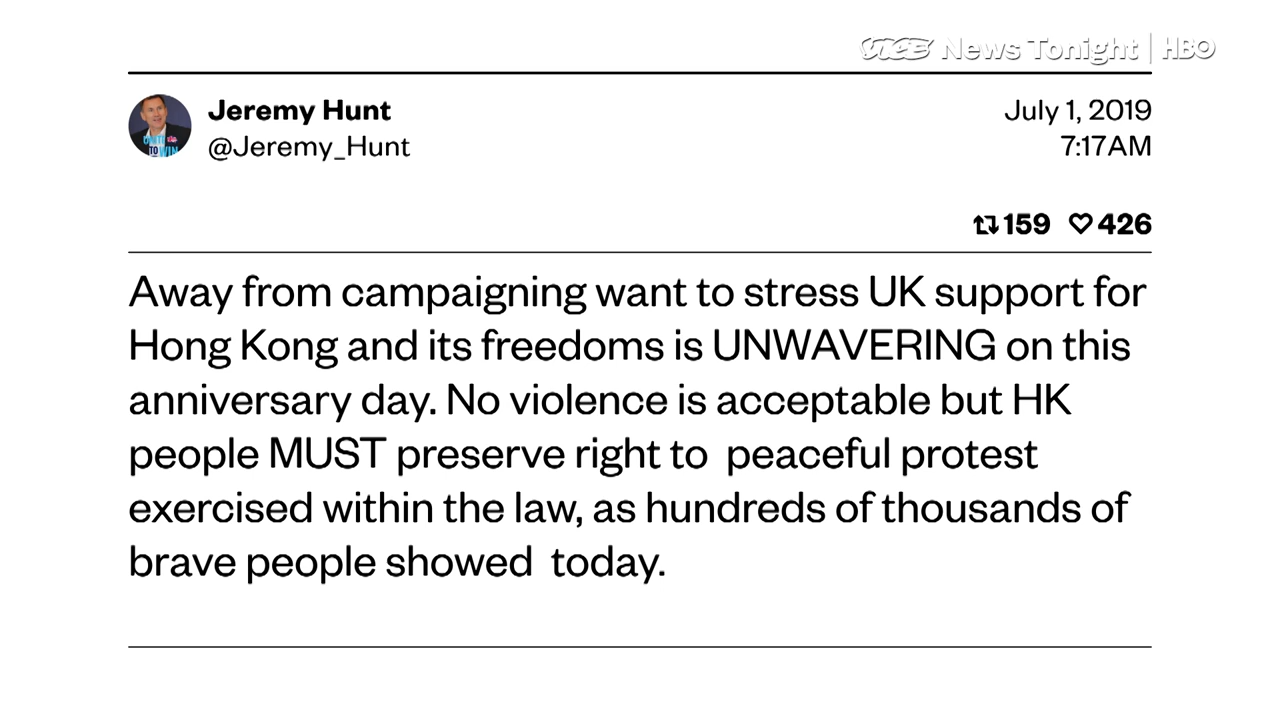 VICE News Tonight | HBO
Jeremy Hunt
@Jeremy_Hunt
July 1, 2019
7:17AM
159 426
Away from campaigning want to stress UK support for
Hong Kong and its freedoms is UNWAVERING on this
anniversary day. No violence is acceptable but HK
people MUST preserve right to  peaceful protest
exercised within the law, as hundreds of thousands of
brave people showed  today.
TO WIN